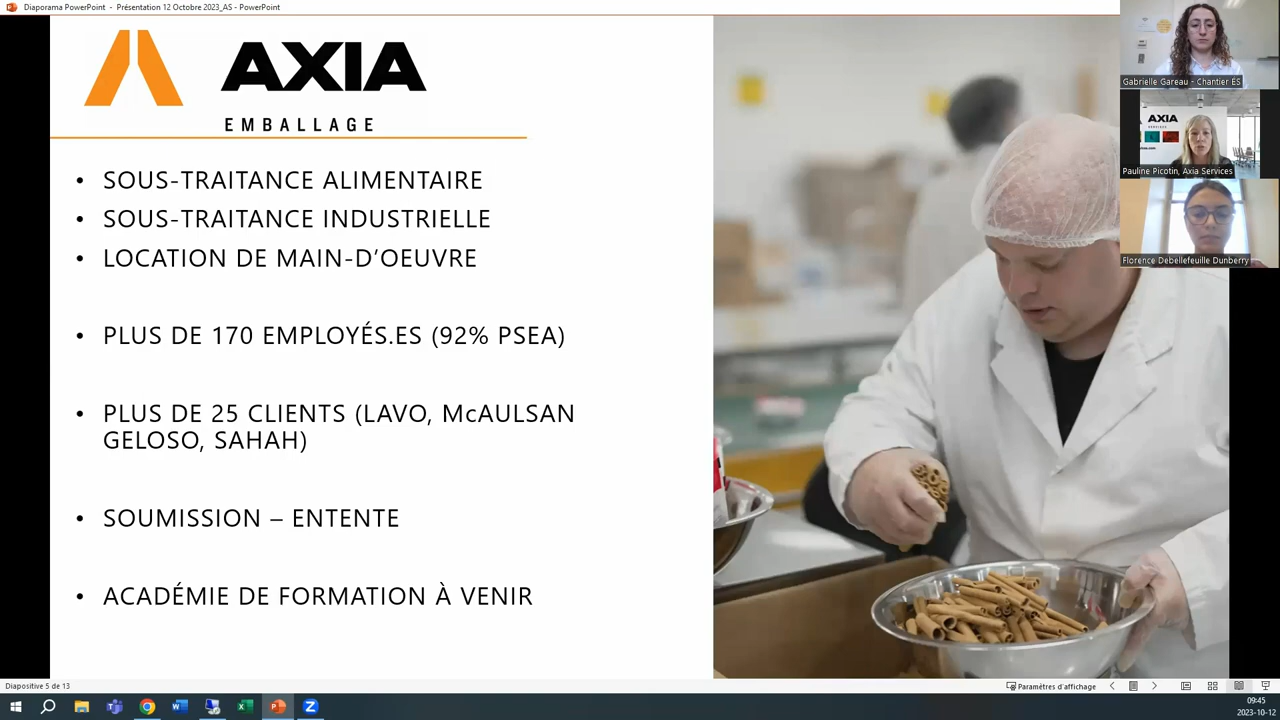 Diaporama PowerPoint - Présentation 12 Octobre 2023_AS - PowerPoint
AXIA
EMBALLAGE
• SOUS-TRAITANCE ALIMENTAIRE
• SOUS-TRAITANCE INDUSTRIELLE
• LOCATION DE MAIN-D’OEUVRE
• PLUS DE 170 EMPLOYÉS.ES (92% PSEA)
• PLUS DE 25 CLIENTS (LAVO, McAULSAN
GELOSO, SAHAH)
• SOUMISSION – ENTENTE
• ACADÉMIE DE FORMATION À VENIR
Gabrielle Gareau - Chantier ES
AXIA
Pauline Picotin, Axia Services
Florence Debellefeuille Dunberry
Diapositive 5 de 13
Paramètres d'affichage
09:45
2023-10-12